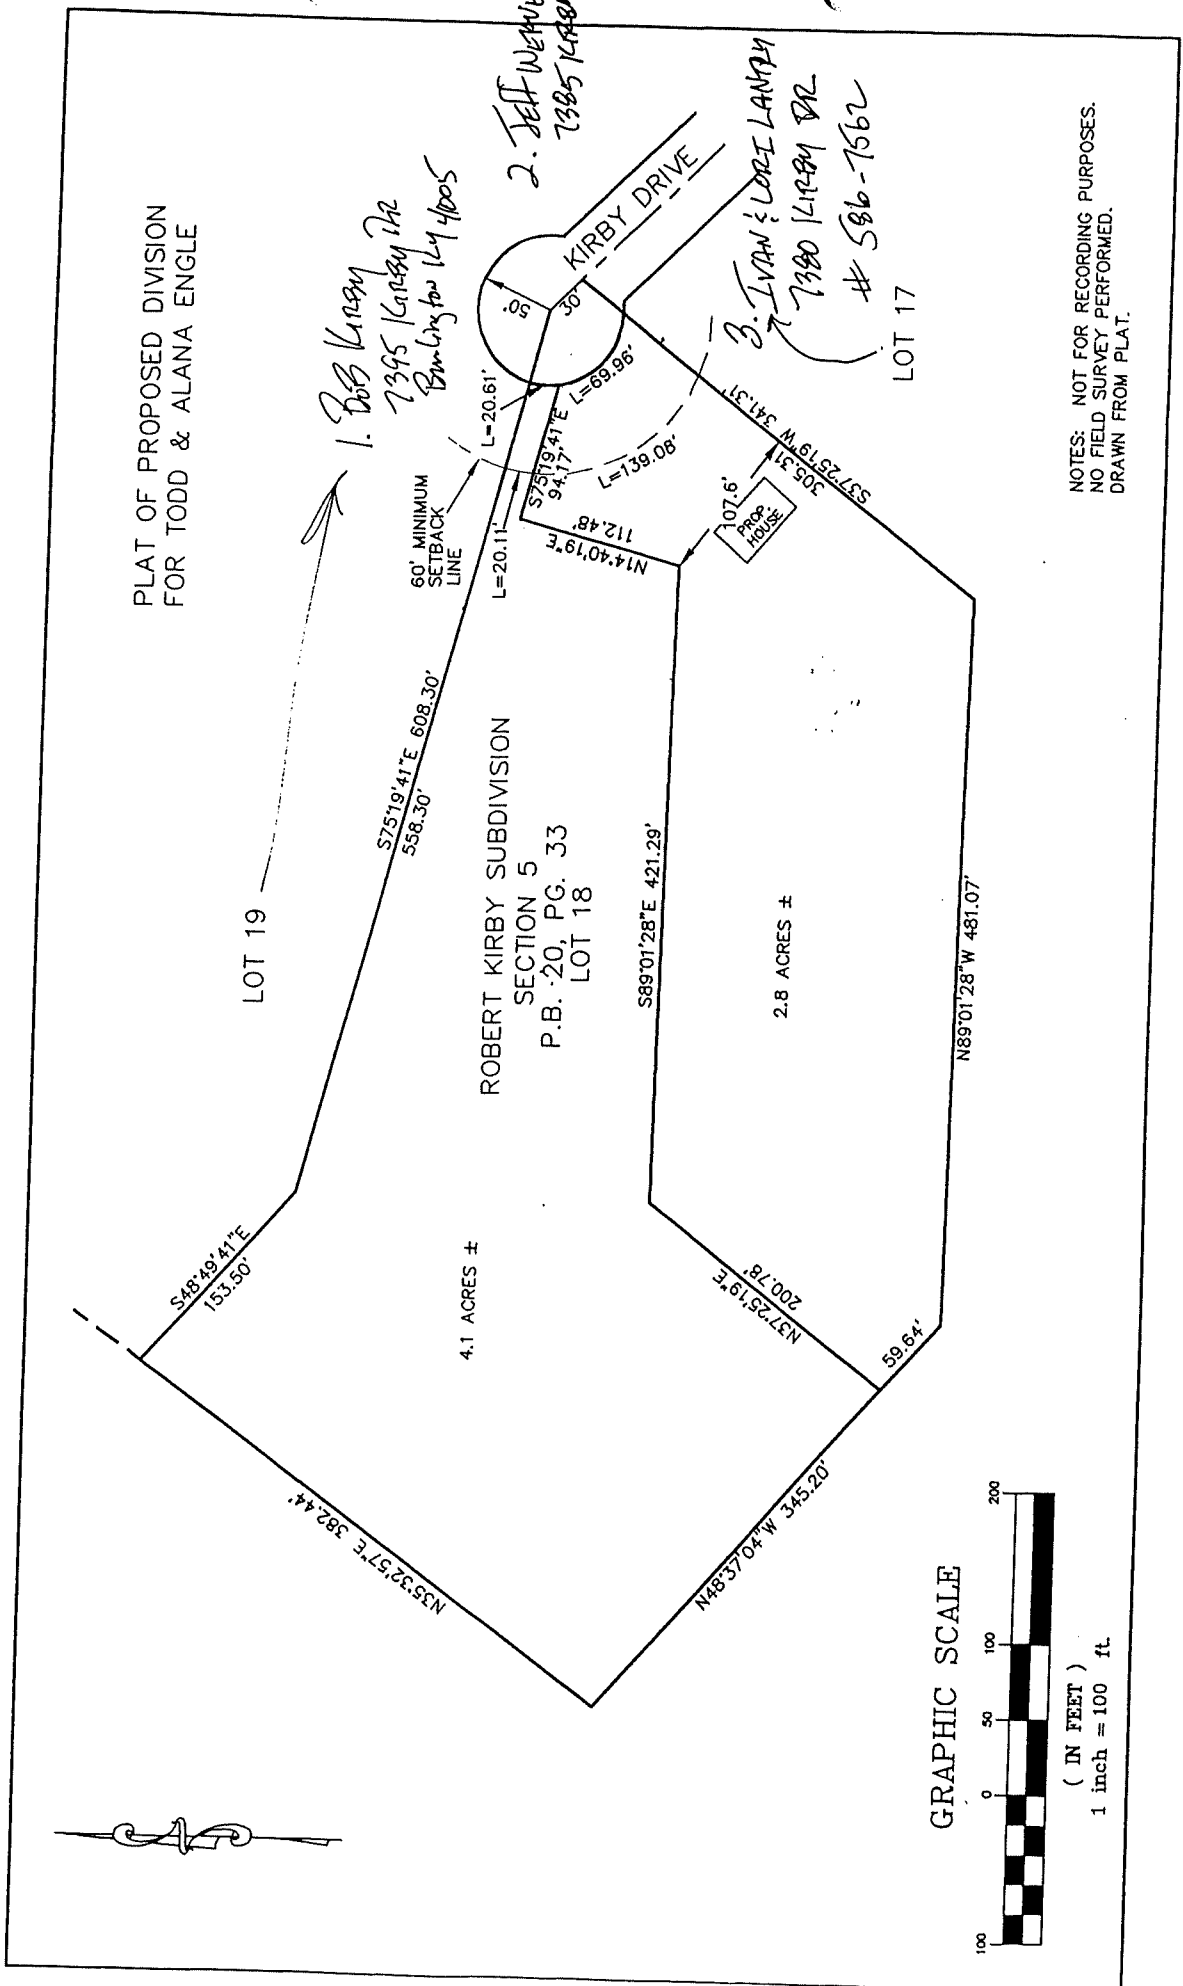 PLAT OF PROPOSED DIVISION
FOR TODD & ALANA ENGLE
1. BOB KIRBY
7395 KIRBY DR
Burlington Ky 41005
2. JEFF
7385
3. IVAN & LORI LANTRY
7380 KIRBY DR
# 586-7562
LOT 19
LOT 17
KIRBY DRIVE
50'
30'
L=20.61'
L=69.96'
60' MINIMUM
SETBACK
LINE
L=20.11'
S75°19'41"E
94.17'
L=139.08'
N14°40'19"E
112.48'
107.6'
PROP.
HOUSE
S37°25'19"W 341.31'
305.31'
S75°19'41"E 608.30'
558.30'
ROBERT KIRBY SUBDIVISION
SECTION 5
P.B. 20, PG. 33
LOT 18
S89°01'28"E 421.29'
2.8 ACRES ±
N89°01'28"W 481.07'
S48°49'41"E
153.50'
4.1 ACRES ±
N37°25'19"E
200.78'
59.64'
N35°32'57"E 382.44'
N48°37'04"W 345.20'
NOTES: NOT FOR RECORDING PURPOSES.
NO FIELD SURVEY PERFORMED.
DRAWN FROM PLAT.
GRAPHIC SCALE
100 0 50 100 200
( IN FEET )
1 inch = 100 ft.